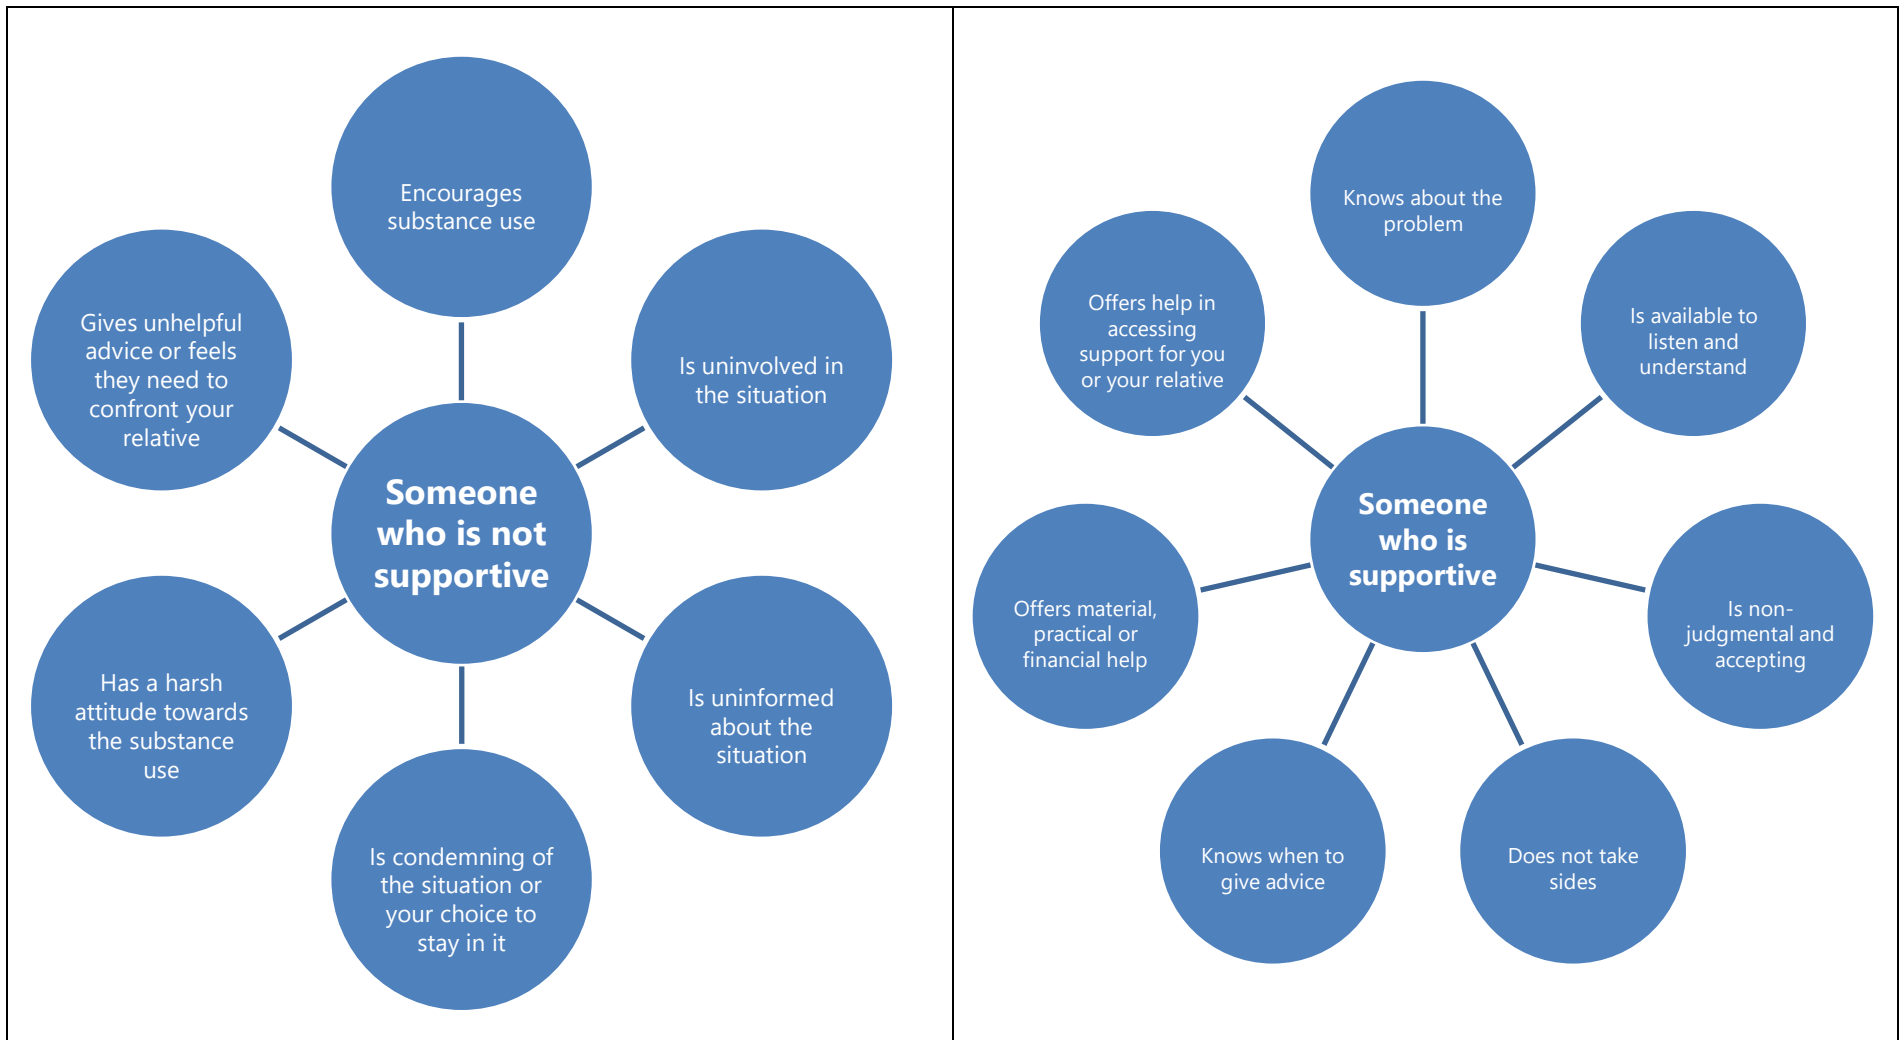 Encourages
substance use
Is uninvolved in
the situation
Is uninformed
about the
situation
Is condemning of
the situation or
your choice to
stay in it
Has a harsh
attitude towards
the substance
use
Gives unhelpful
advice or feels
they need to
confront your
relative
Someone
who is not
supportive
Knows about the
problem
Is available to
listen and
understand
Is non-
judgmental and
accepting
Does not take
sides
Knows when to
give advice
Offers material,
practical or
financial help
Offers help in
accessing
support for you
or your relative
Someone
who is
supportive